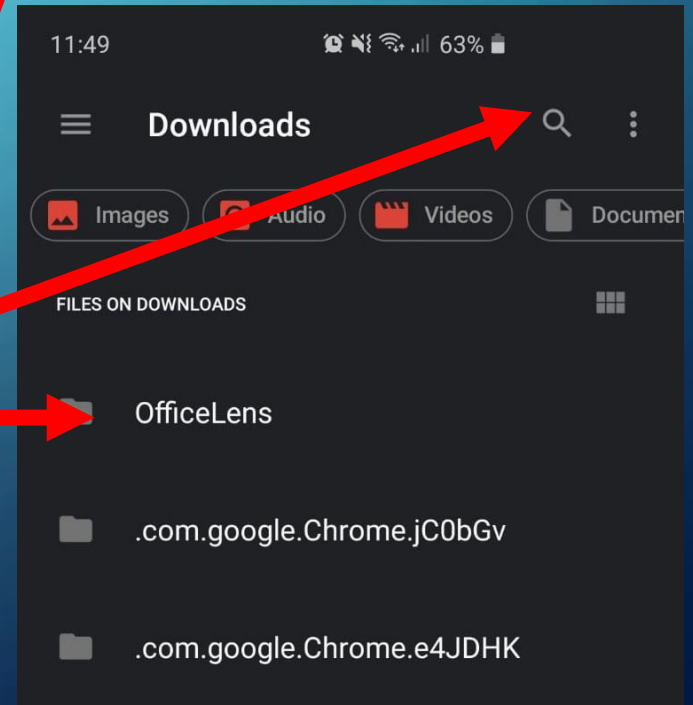 11:49 63%
Downloads
Images Audio Videos Documen
FILES ON DOWNLOADS
OfficeLens
.com.google.Chrome.jC0bGv
.com.google.Chrome.e4JDHK